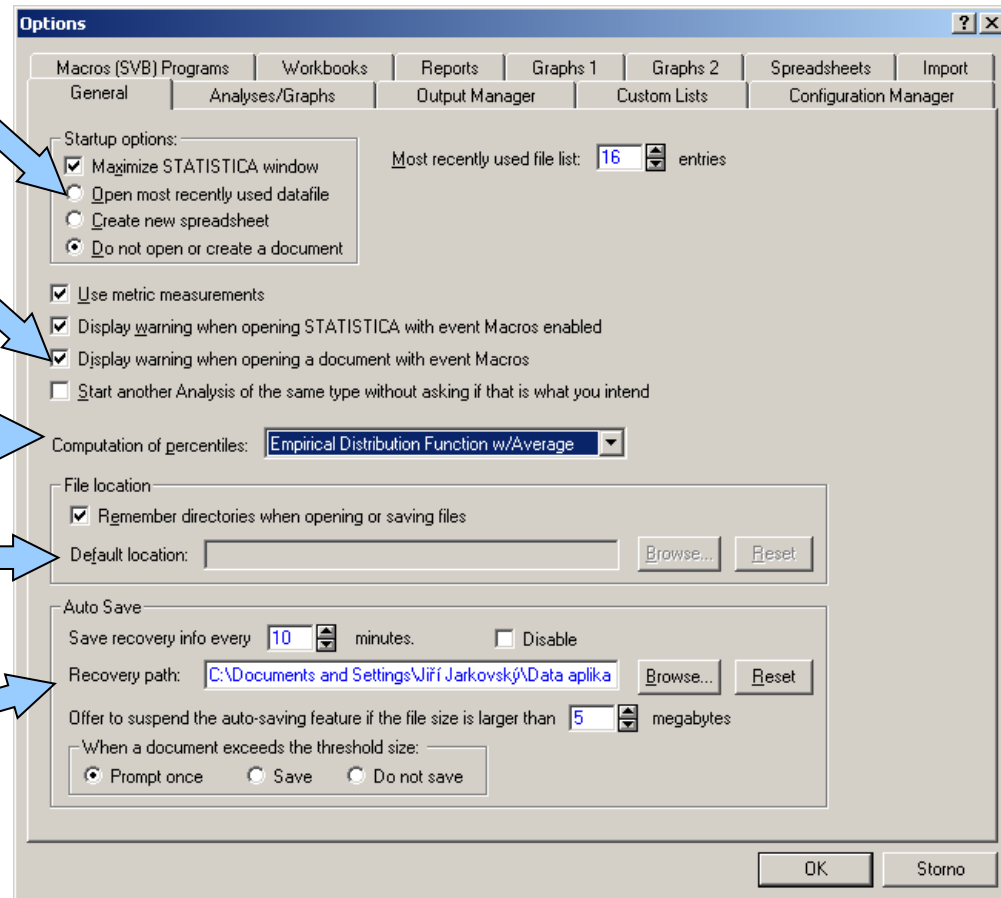 Options
Macros (SVB) Programs Workbooks Reports Graphs 1 Graphs 2 Spreadsheets Import
General Analyses/Graphs Output Manager Custom Lists Configuration Manager
Startup options:
Maximize STATISTICA window
Most recently used file list: 16 entries
Open most recently used datafile
Create new spreadsheet
Do not open or create a document
Use metric measurements
Display warning when opening STATISTICA with event Macros enabled
Display warning when opening a document with event Macros
Start another Analysis of the same type without asking if that is what you intend
Computation of percentiles: Empirical Distribution Function w/Average
File location
Remember directories when opening or saving files
Default location: Browse... Reset
Auto Save
Save recovery info every 10 minutes. Disable
Recovery path: C:\Documents and Settings\Jiří Jarkovský\Data aplika Browse... Reset
Offer to suspend the auto-saving feature if the file size is larger than 5 megabytes
When a document exceeds the threshold size:
Prompt once Save Do not save
OK Storno